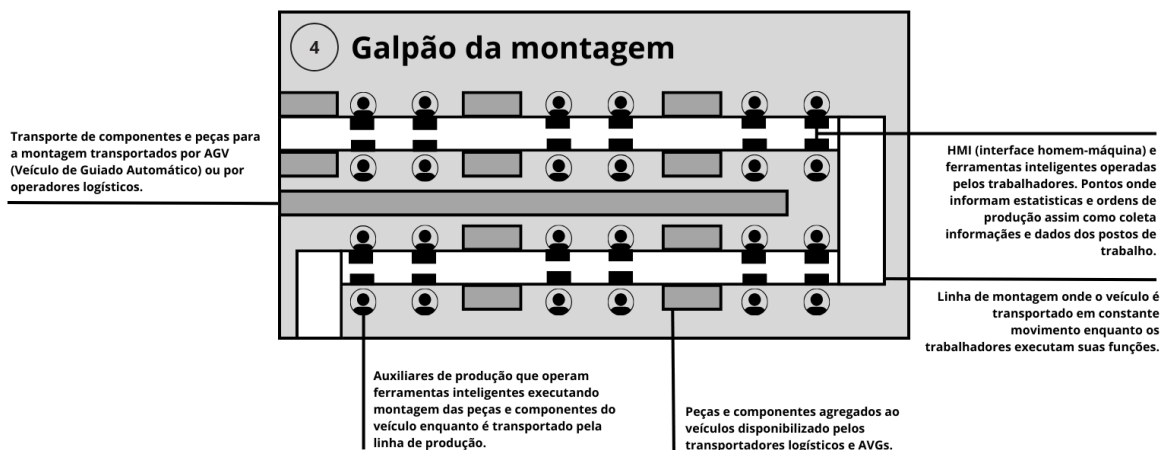 4
Galpão da montagem
Transporte de componentes e peças para
a montagem transportados por AGV
(Veículo de Guiado Automático) ou por
operadores logísticos.
HMI (interface homem-máquina) e
ferramentas inteligentes operadas
pelos trabalhadores. Pontos onde
informam estatisticas e ordens de
produção assim como coleta
informações e dados dos postos de
trabalho.
Linha de montagem onde o veículo é
transportado em constante
movimento enquanto os
trabalhadores executam suas funções.
Auxiliares de produção que operam
ferramentas inteligentes executando
montagem das peças e componentes do
veículo enquanto é transportado pela
linha de produção.
Peças e componentes agregados ao
veículos disponibilizado pelos
transportadores logísticos e AVGs.